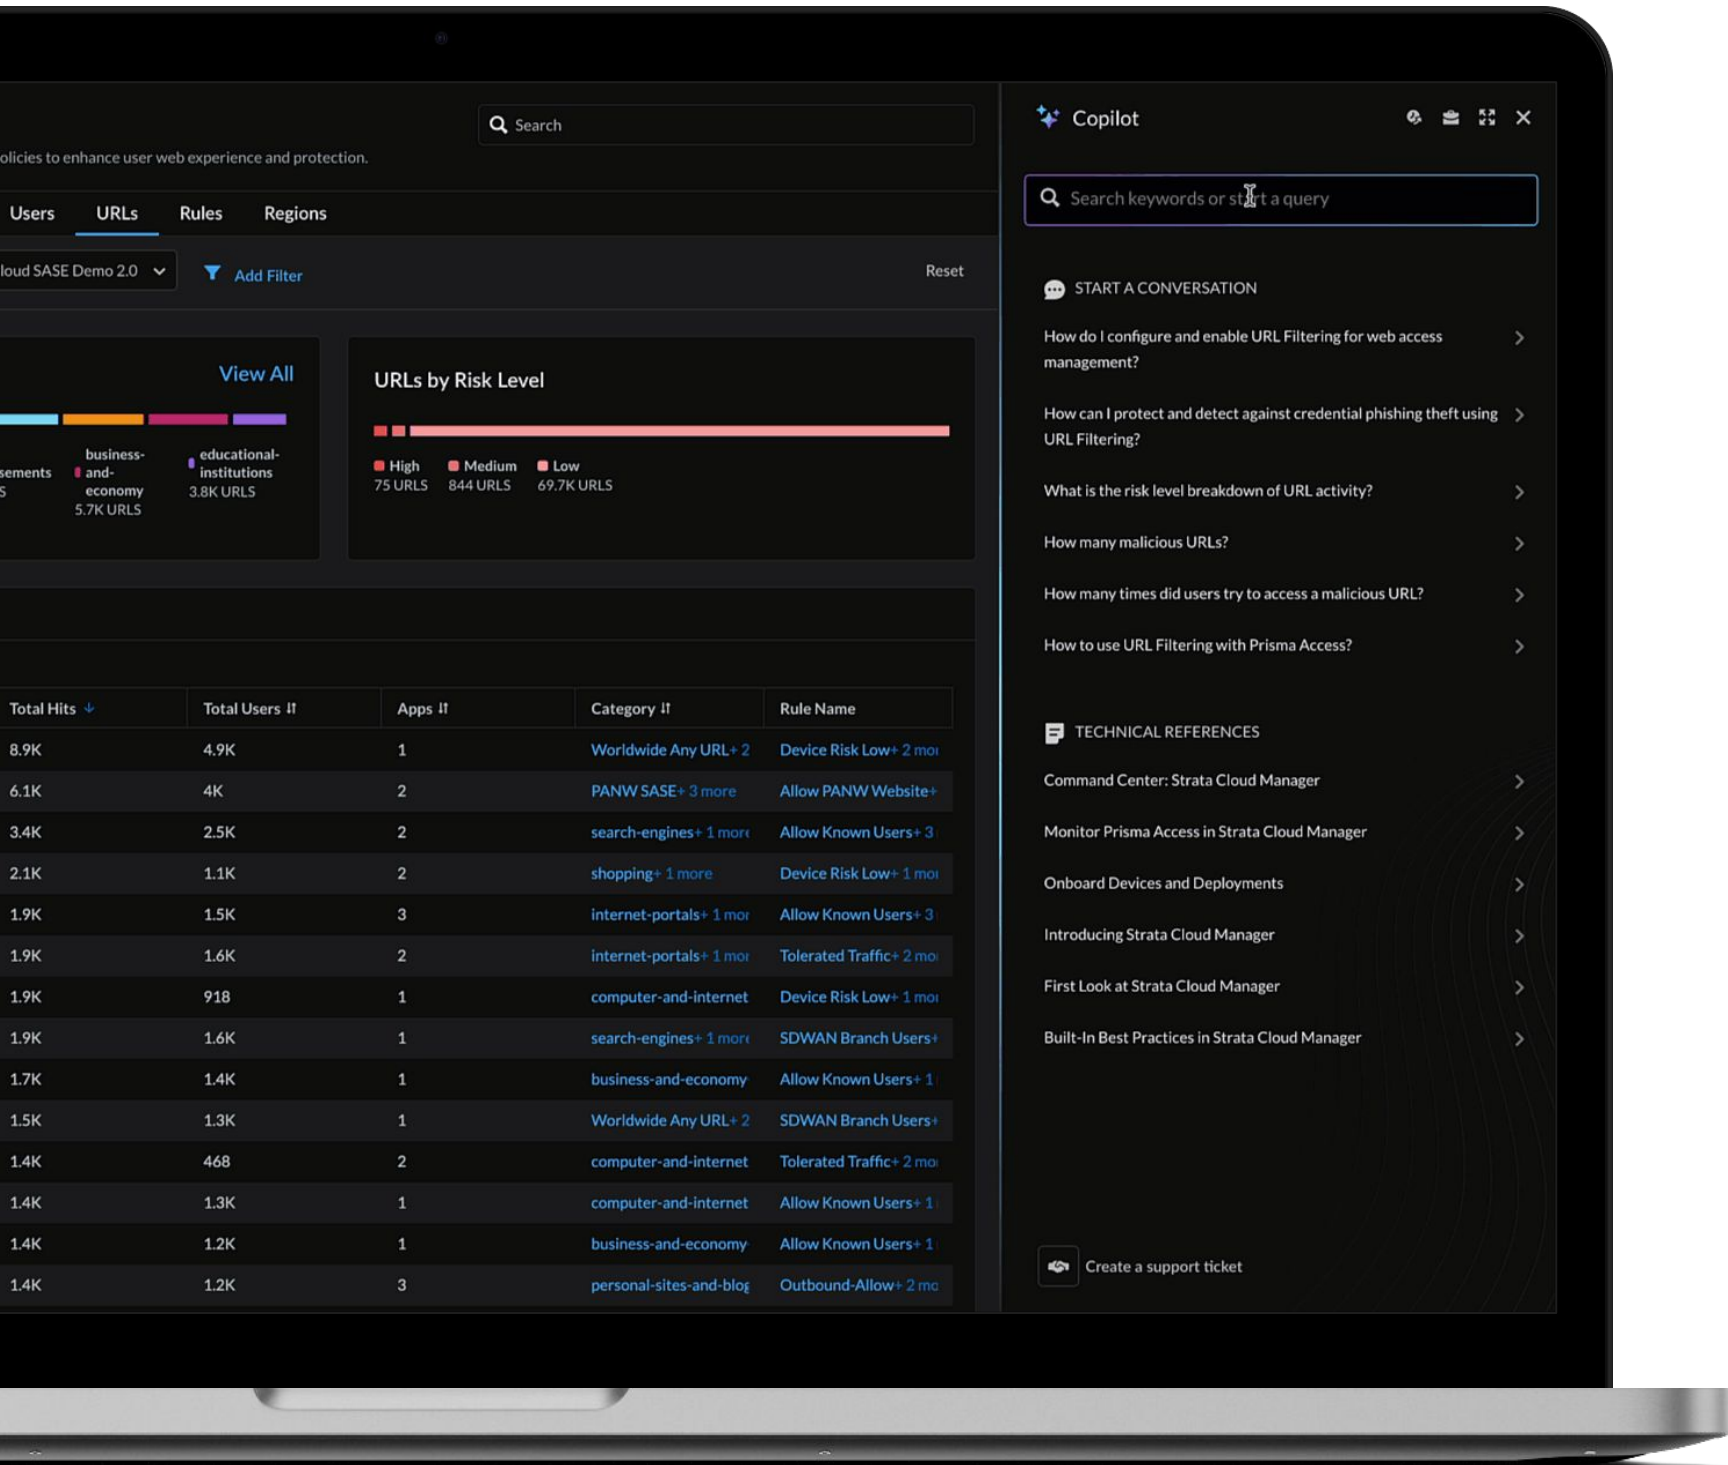 Search
olicies to enhance user web experience and protection.
Users URLs Rules Regions
loud SASE Demo 2.0 Add Filter Reset
View All
sements
S
business-and-economy
5.7K URLS
educational-institutions
3.8K URLS
URLs by Risk Level
High Medium Low
75 URLS 844 URLS 69.7K URLS
Total Hits Total Users Apps Category Rule Name
8.9K 4.9K 1 Worldwide Any URL+ 2 Device Risk Low+ 2 mo
6.1K 4K 2 PANW SASE+ 3 more Allow PANW Website+
3.4K 2.5K 2 search-engines+ 1 more Allow Known Users+ 3
2.1K 1.1K 2 shopping+ 1 more Device Risk Low+ 1 mo
1.9K 1.5K 3 internet-portals+ 1 mor Allow Known Users+ 3
1.9K 1.6K 2 internet-portals+ 1 mor Tolerated Traffic+ 2 mo
1.9K 918 1 computer-and-internet Device Risk Low+ 1 mo
1.9K 1.6K 1 search-engines+ 1 more SDWAN Branch Users+
1.7K 1.4K 1 business-and-economy Allow Known Users+ 1
1.5K 1.3K 1 Worldwide Any URL+ 2 SDWAN Branch Users+
1.4K 468 2 computer-and-internet Tolerated Traffic+ 2 mo
1.4K 1.3K 1 computer-and-internet Allow Known Users+ 1
1.4K 1.2K 1 business-and-economy Allow Known Users+ 1
1.4K 1.2K 3 personal-sites-and-blog Outbound-Allow+ 2 mo
Copilot
Search keywords or start a query
START A CONVERSATION
How do I configure and enable URL Filtering for web access
management?
How can I protect and detect against credential phishing theft using
URL Filtering?
What is the risk level breakdown of URL activity?
How many malicious URLs?
How many times did users try to access a malicious URL?
How to use URL Filtering with Prisma Access?
TECHNICAL REFERENCES
Command Center: Strata Cloud Manager
Monitor Prisma Access in Strata Cloud Manager
Onboard Devices and Deployments
Introducing Strata Cloud Manager
First Look at Strata Cloud Manager
Built-In Best Practices in Strata Cloud Manager
Create a support ticket